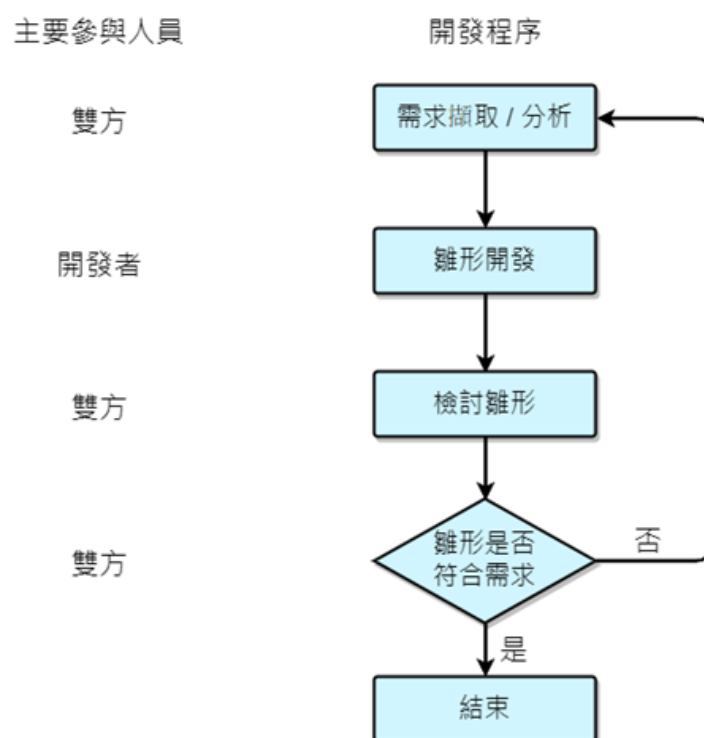 主要參與人員
開發程序
雙方
需求擷取 / 分析
開發者
雛形開發
雙方
檢討雛形
雙方
雛形是否
符合需求
否
是
結束